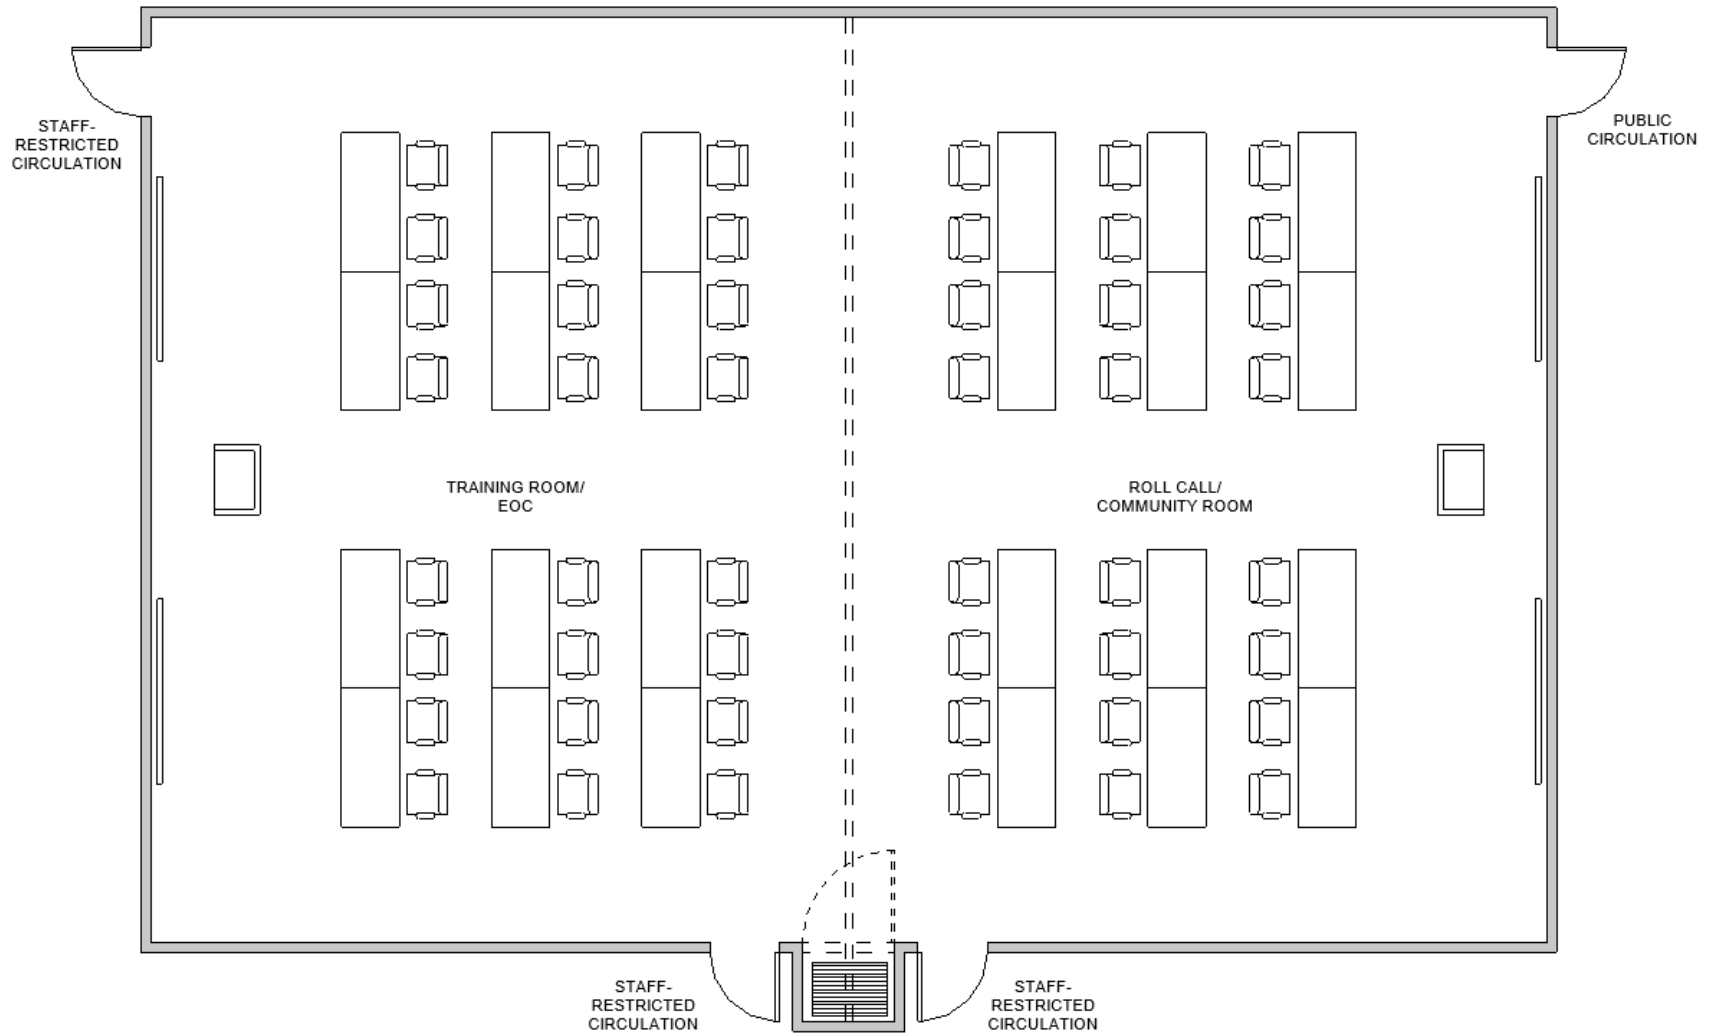 STAFF-
RESTRICTED
CIRCULATION
PUBLIC
CIRCULATION
TRAINING ROOM/
EOC
ROLL CALL/
COMMUNITY ROOM
STAFF-
RESTRICTED
CIRCULATION
STAFF-
RESTRICTED
CIRCULATION